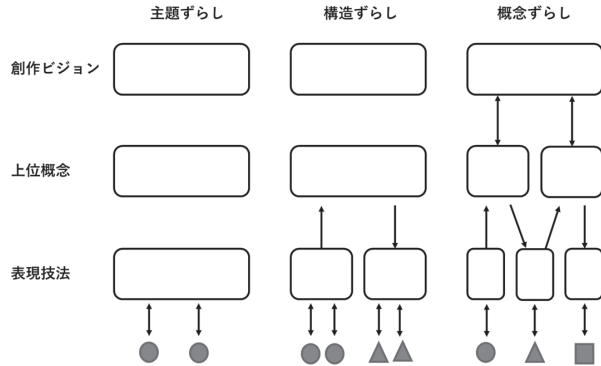 主題ずらし
構造ずらし
概念ずらし
創作ビジョン
上位概念
表現技法